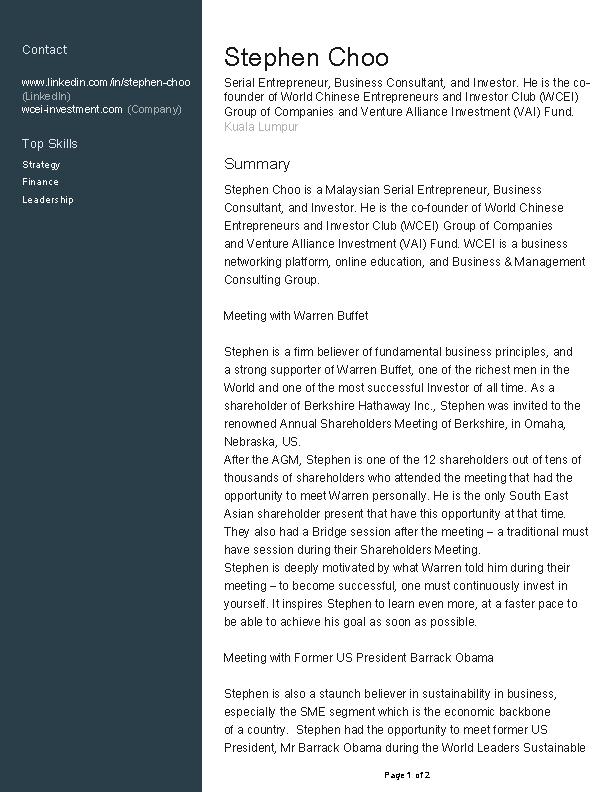 Contact
www.linkedin.com/in/stephen-choo
(LinkedIn)
wcei-investment.com (Company)
Top Skills
Strategy
Finance
Leadership
Stephen Choo
Serial Entrepreneur, Business Consultant, and Investor. He is the co-
founder of World Chinese Entrepreneurs and Investor Club (WCEI)
Group of Companies and Venture Alliance Investment (VAI) Fund.
Kuala Lumpur
Summary
Stephen Choo is a Malaysian Serial Entrepreneur, Business
Consultant, and Investor. He is the co-founder of World Chinese
Entrepreneurs and Investor Club (WCEI) Group of Companies
and Venture Alliance Investment (VAI) Fund. WCEI is a business
networking platform, online education, and Business & Management
Consulting Group.
Meeting with Warren Buffet
Stephen is a firm believer of fundamental business principles, and
a strong supporter of Warren Buffet, one of the richest men in the
World and one of the most successful Investor of all time. As a
shareholder of Berkshire Hathaway Inc., Stephen was invited to the
renowned Annual Shareholders Meeting of Berkshire, in Omaha,
Nebraska, US.
After the AGM, Stephen is one of the 12 shareholders out of tens of
thousands of shareholders who attended the meeting that had the
opportunity to meet Warren personally. He is the only South East
Asian shareholder present that have this opportunity at that time.
They also had a Bridge session after the meeting – a traditional must
have session during their Shareholders Meeting.
Stephen is deeply motivated by what Warren told him during their
meeting – to become successful, one must continuously invest in
yourself. It inspires Stephen to learn even more, at a faster pace to
be able to achieve his goal as soon as possible.
Meeting with Former US President Barrack Obama
Stephen is also a staunch believer in sustainability in business,
especially the SME segment which is the economic backbone
of a country.  Stephen had the opportunity to meet former US
President, Mr Barrack Obama during the World Leaders Sustainable
Page 1 of 2